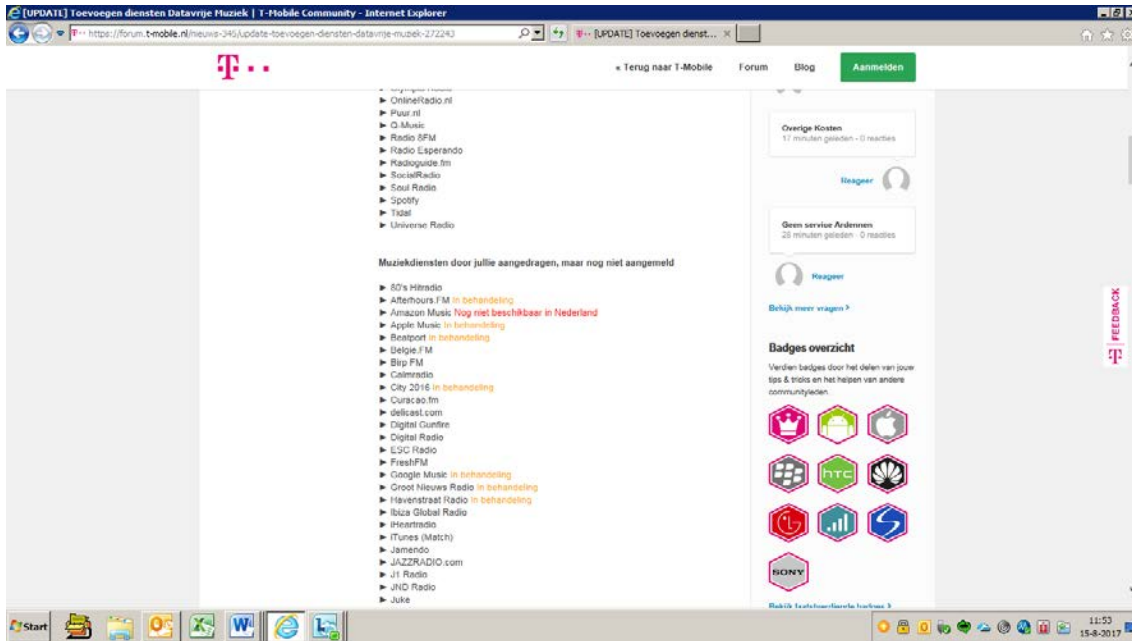 [UPDATE] Toevoegen diensten Datavrije Muziek | T-Mobile Community - Internet Explorer
https://forum.t-mobile.nl/nieuws-345/update-toevoegen-diensten-datavrije-muziek-272243
[UPDATE] Toevoegen dienst...
T
« Terug naar T-Mobile
Forum
Blog
Aanmelden
► OnlineRadio.nl
► Puur.nl
► Q-Music
► Radio 8FM
► Radio Esperando
► Radioguide.fm
► SocialRadio
► Soul Radio
► Spotify
► Tidal
► Universe Radio
Muziekdiensten door jullie aangedragen, maar nog niet aangemeld
► 80's Hitradio
► Afterhours.FM In behandeling
► Amazon Music Nog niet beschikbaar in Nederland
► Apple Music In behandeling
► Beatport In behandeling
► Belgie.FM
► Birp FM
► Calmradio
► City 2016 In behandeling
► Curacao.fm
► delicast.com
► Digital Gunfire
► Digital Radio
► ESC Radio
► FreshFM
► Google Music In behandeling
► Groot Nieuws Radio In behandeling
► Havenstraat Radio In behandeling
► Ibiza Global Radio
► iHeartradio
► iTunes (Match)
► Jamendo
► JAZZRADIO.com
► J1 Radio
► JND Radio
► Juke
Overige Kosten
17 minuten geleden - 0 reacties
Reageer
Geen service Ardennen
28 minuten geleden - 0 reacties
Reageer
Bekijk meer vragen >
Badges overzicht
Verdien badges door het delen van jouw
tips & tricks en het helpen van andere
communityleden.
hTC
LG
SONY
Bekijk laatstverdiende badges >
FEEDBACK
T
Start
11:53
15-8-2017